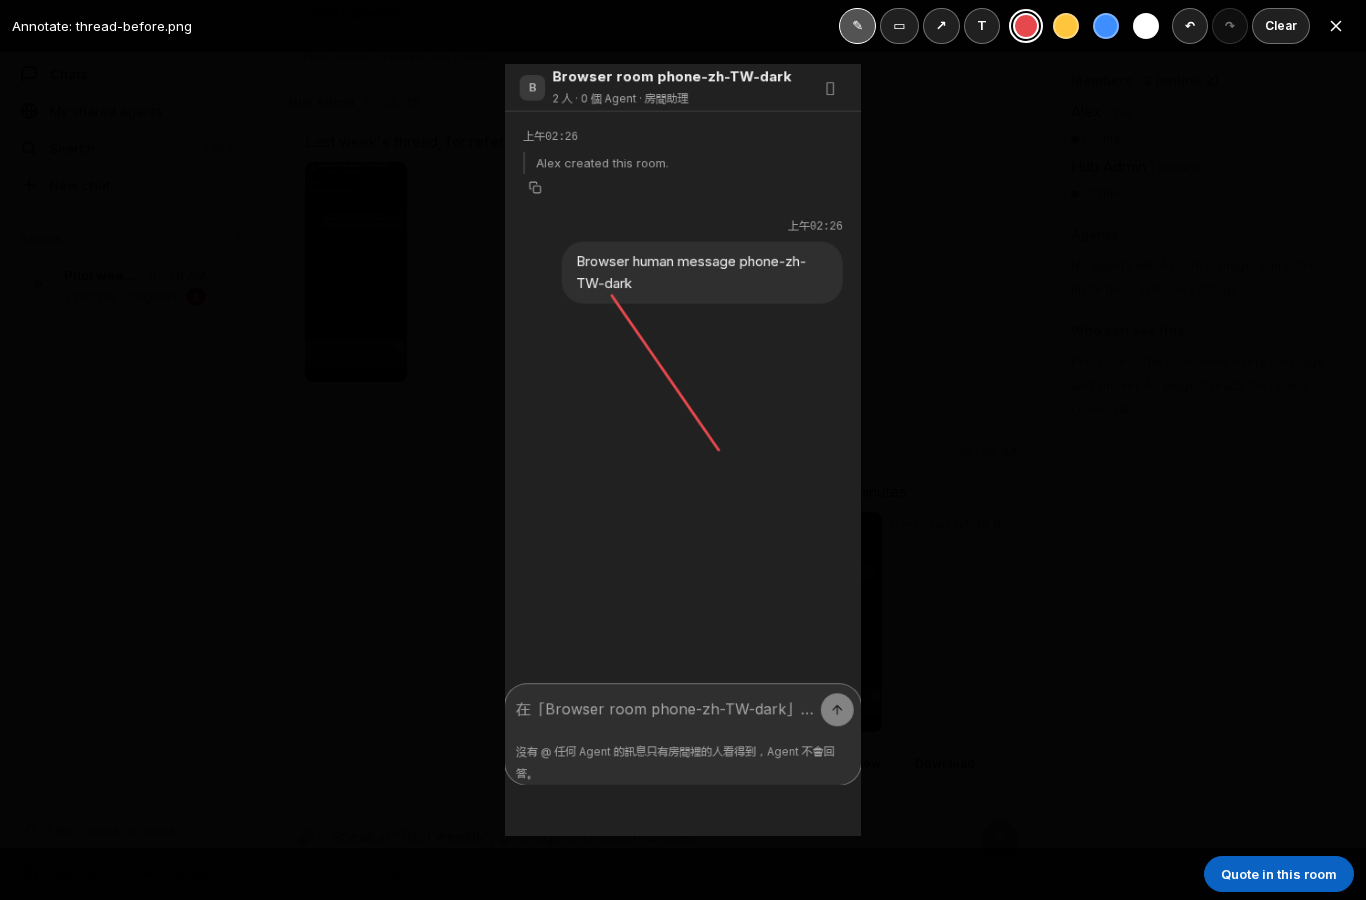 Annotate: thread-before.png
T
Clear
B
Browser room phone-zh-TW-dark
2 人 · 0 個 Agent · 房間助理
上午02:26
Alex created this room.
上午02:26
Browser human message phone-zh-
TW-dark
在「Browser room phone-zh-TW-dark」…
沒有 @ 任何 Agent 的訊息只有房間裡的人看得到，Agent 不會回
答。
Quote in this room